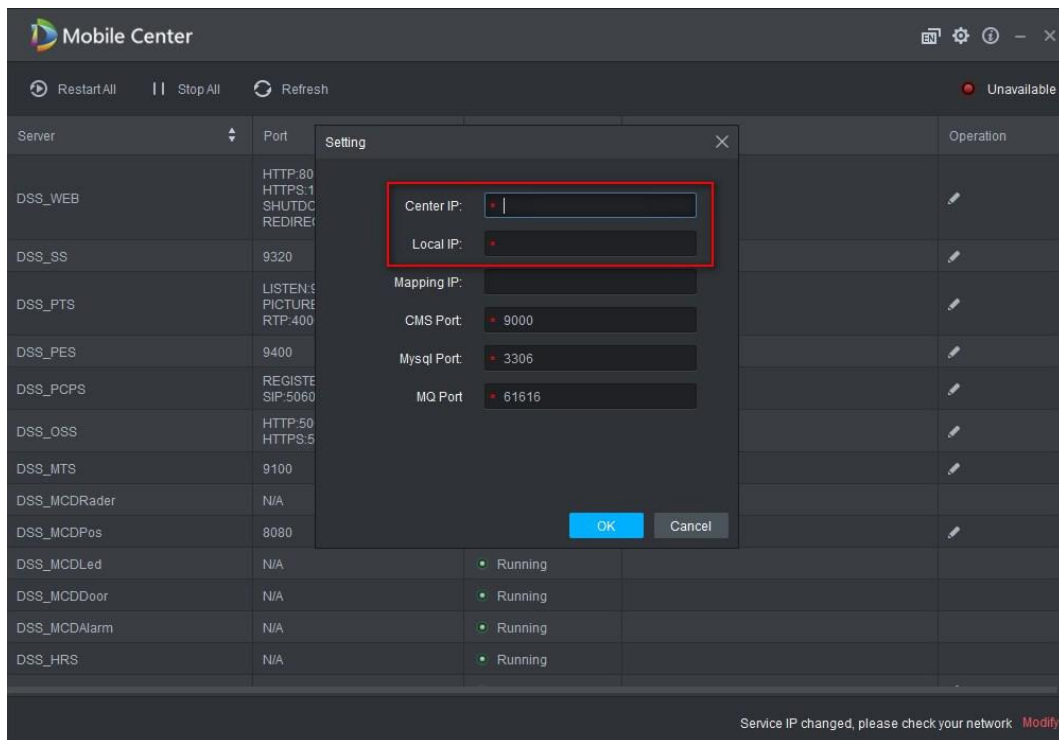 Mobile Center
EN
Restart All
Stop All
Refresh
Unavailable
Server
Port
Operation
Setting
Center IP:
Local IP:
Mapping IP:
CMS Port: 9000
Mysql Port: 3306
MQ Port 61616
OK
Cancel
DSS_WEB
HTTP:80
HTTPS:1
SHUTDO
REDIRE
DSS_SS
9320
DSS_PTS
LISTEN:9
PICTURE
RTP:400
DSS_PES
9400
DSS_PCPS
REGISTE
SIP:5060
DSS_OSS
HTTP:50
HTTPS:5
DSS_MTS
9100
DSS_MCDRader
N/A
DSS_MCDPos
8080
DSS_MCDLed
N/A
Running
DSS_MCDDoor
N/A
Running
DSS_MCDAlarm
N/A
Running
DSS_HRS
N/A
Running
Service IP changed, please check your network Modify